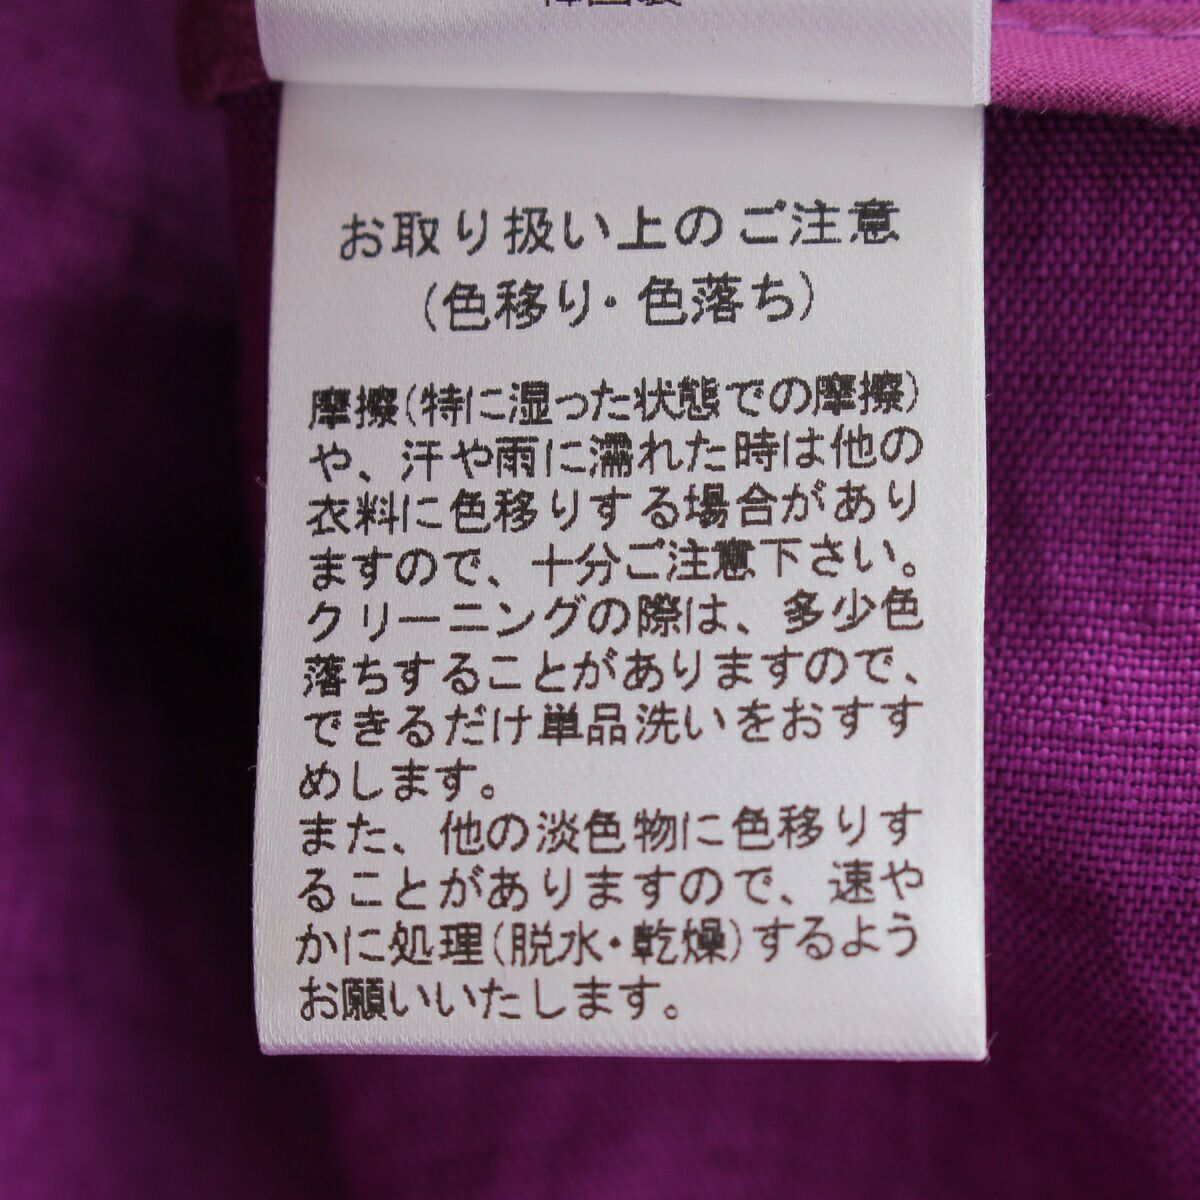 お取り扱い上のご注意
(色移り・色落ち)
摩擦(特に湿った状態での摩擦)
や、汗や雨に濡れた時は他の
衣料に色移りする場合があり
ますので、十分ご注意下さい。
クリーニングの際は、多少色
落ちすることがありますので、
できるだけ単品洗いをおすす
めします。
また、他の淡色物に色移りす
ることがありますので、速や
かに処理(脱水・乾燥)するよう
お願いいたします。